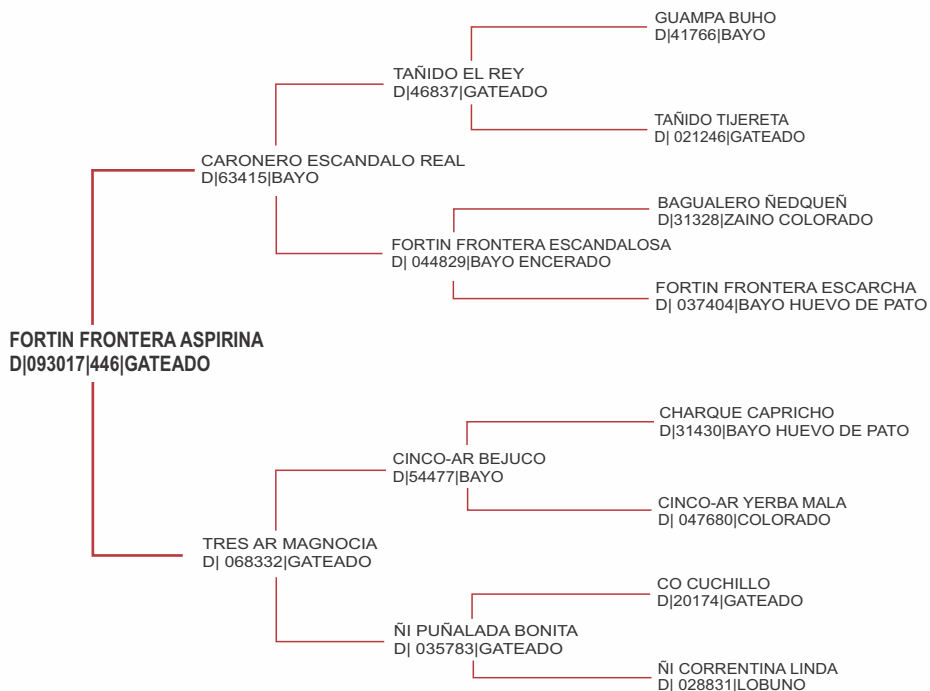 GUAMPA BUHO
D|41766|BAYO
TAÑIDO EL REY
D|46837|GATEADO
TAÑIDO TIJERETA
D| 021246|GATEADO
CARONERO ESCANDALO REAL
D|63415|BAYO
BAGUALERO ÑEDQUEÑ
D|31328|ZAINO COLORADO
FORTIN FRONTERA ESCANDALOSA
D| 044829|BAYO ENCERADO
FORTIN FRONTERA ESCARCHA
D| 037404|BAYO HUEVO DE PATO
FORTIN FRONTERA ASPIRINA
D|093017|446|GATEADO
CHARQUE CAPRICHO
D|31430|BAYO HUEVO DE PATO
CINCO-AR BEJUCO
D|54477|BAYO
CINCO-AR YERBA MALA
D| 047680|COLORADO
TRES AR MAGNOCIA
D| 068332|GATEADO
CO CUCHILLO
D|20174|GATEADO
ÑI PUÑALADA BONITA
D| 035783|GATEADO
ÑI CORRENTINA LINDA
D| 028831|LOBUNO